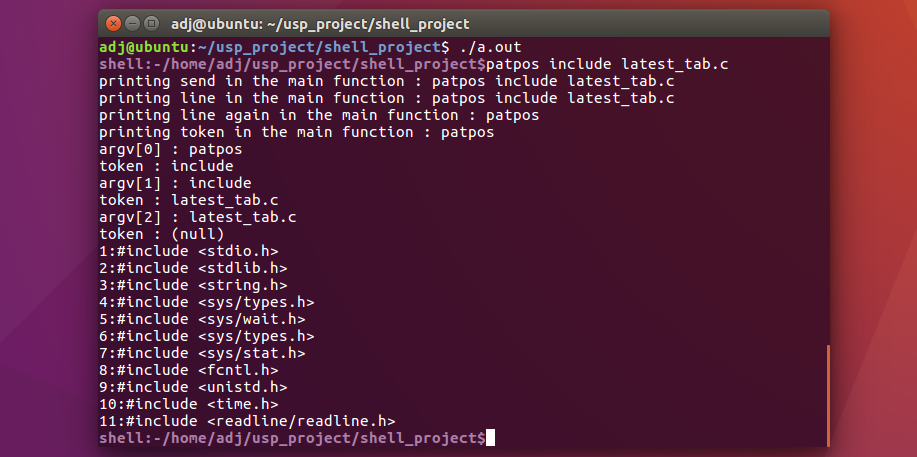 adj@ubuntu: ~/usp_project/shell_project
adj@ubuntu:~/usp_project/shell_project$ ./a.out
shell:-/home/adj/usp_project/shell_project$patpos include latest_tab.c
printing send in the main function : patpos include latest_tab.c
printing line in the main function : patpos include latest_tab.c
printing line again in the main function : patpos
printing token in the main function : patpos
argv[0] : patpos
token : include
argv[1] : include
token : latest_tab.c
argv[2] : latest_tab.c
token : (null)
1:#include <stdio.h>
2:#include <stdlib.h>
3:#include <string.h>
4:#include <sys/types.h>
5:#include <sys/wait.h>
6:#include <sys/types.h>
7:#include <sys/stat.h>
8:#include <fcntl.h>
9:#include <unistd.h>
10:#include <time.h>
11:#include <readline/readline.h>
shell:-/home/adj/usp_project/shell_project$